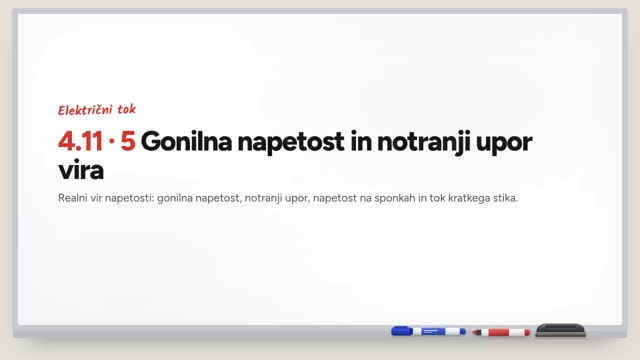 Električni tok
4.11 · 5 Gonilna napetost in notranji upor
vira
Realni vir napetosti: gonilna napetost, notranji upor, napetost na sponkah in tok kratkega stika.